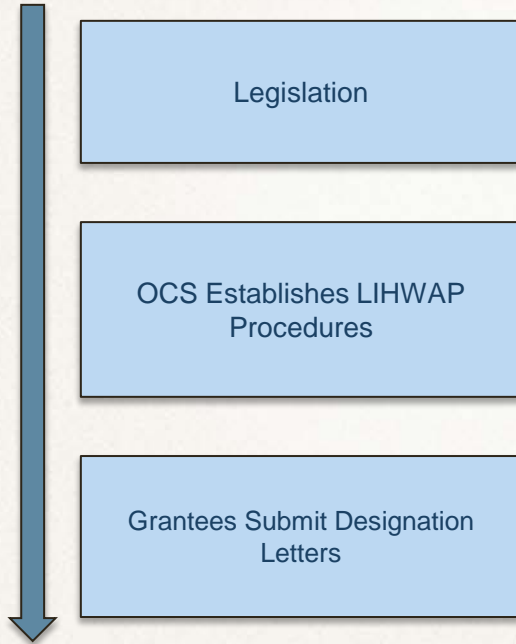 Legislation
OCS Establishes LIHWAP
Procedures
Grantees Submit Designation
Letters